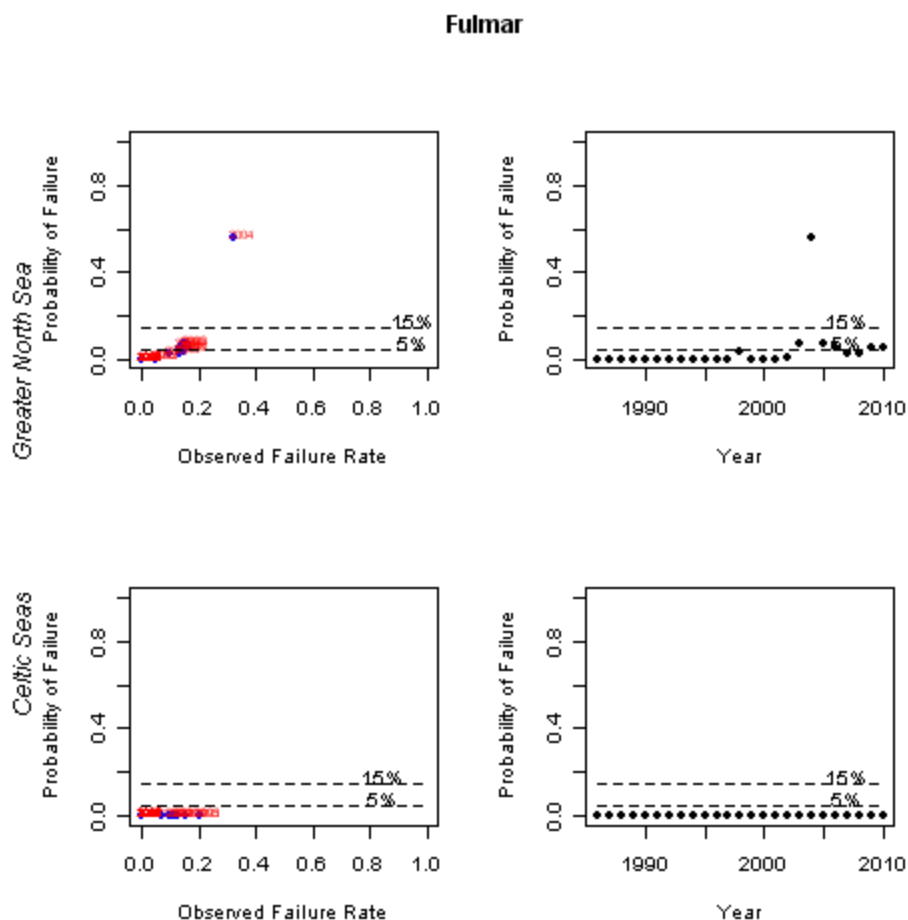 Fulmar
Greater North Sea
Probability of Failure
0.0 0.4 0.8
15%
5%
2004
0.0 0.2 0.4 0.6 0.8 1.0
Observed Failure Rate
Probability of Failure
0.0 0.4 0.8
15%
5%
1990 2000 2010
Year
Celtic Seas
Probability of Failure
0.0 0.4 0.8
15%
5%
0.0 0.2 0.4 0.6 0.8 1.0
Observed Failure Rate
Probability of Failure
0.0 0.4 0.8
15%
5%
1990 2000 2010
Year